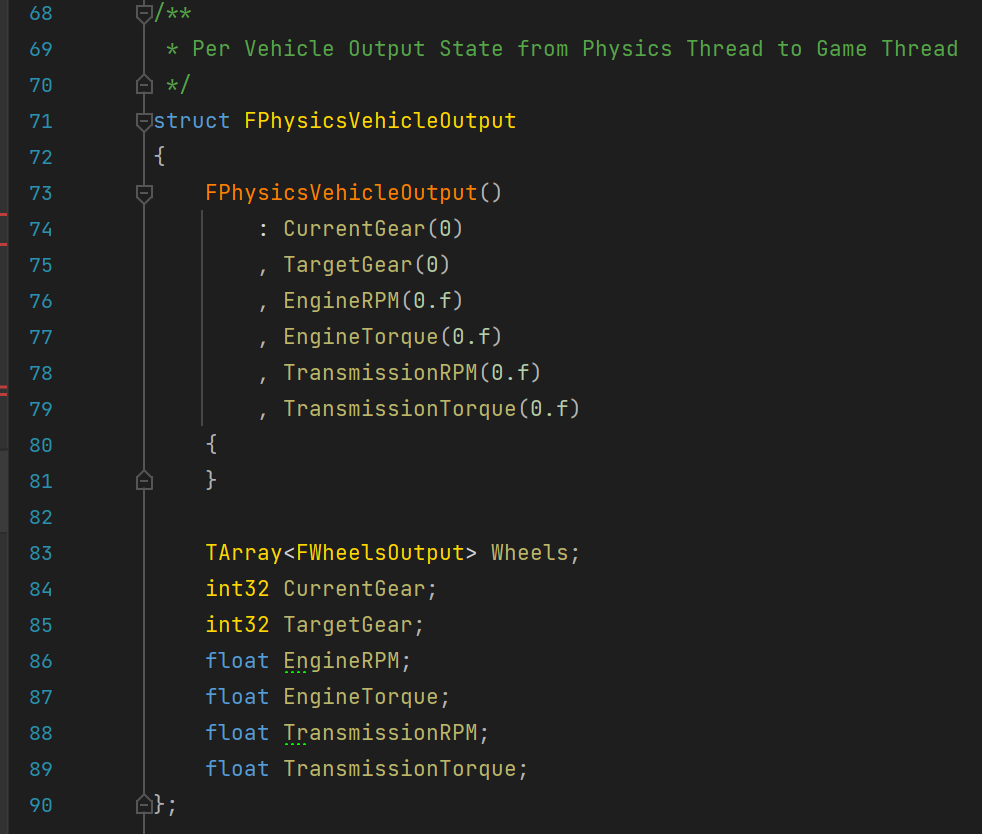 68 /**
69 * Per Vehicle Output State from Physics Thread to Game Thread
70 */
71 struct FPhysicsVehicleOutput
72 {
73 FPhysicsVehicleOutput()
74 : CurrentGear(0)
75 , TargetGear(0)
76 , EngineRPM(0.f)
77 , EngineTorque(0.f)
78 , TransmissionRPM(0.f)
79 , TransmissionTorque(0.f)
80 {
81 }
82
83 TArray<FWheelsOutput> Wheels;
84 int32 CurrentGear;
85 int32 TargetGear;
86 float EngineRPM;
87 float EngineTorque;
88 float TransmissionRPM;
89 float TransmissionTorque;
90 };